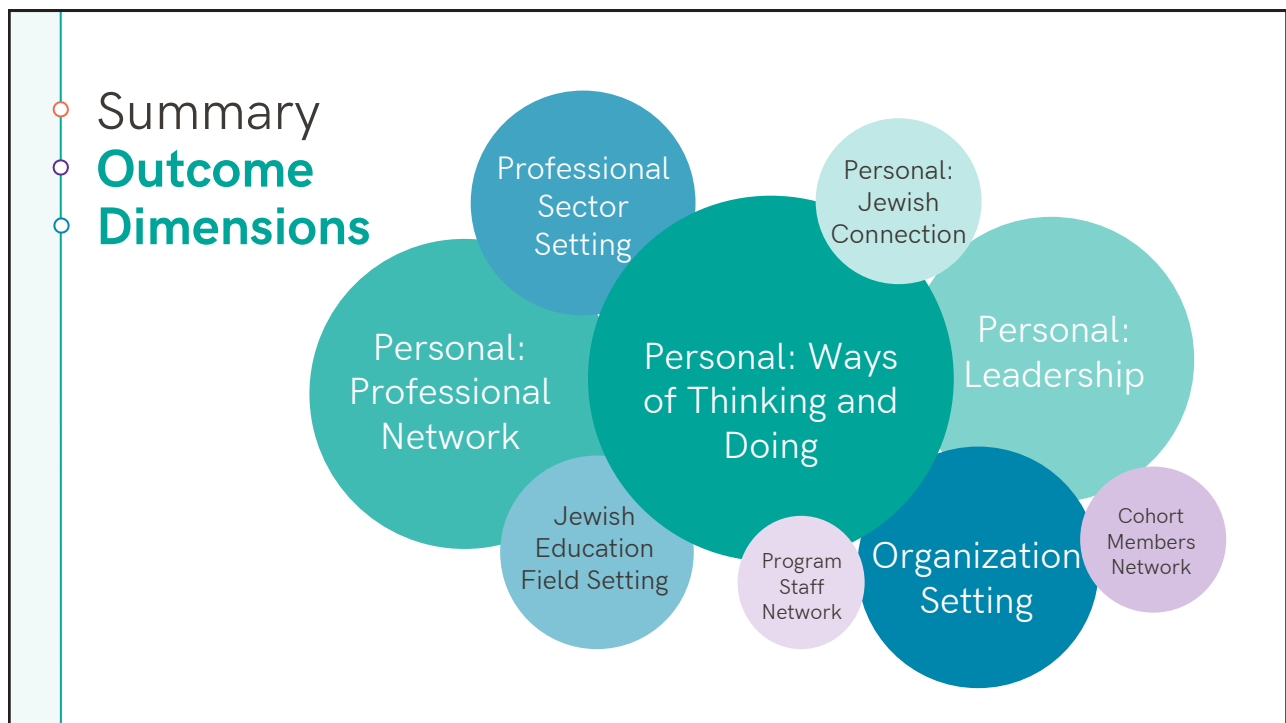 Summary
Outcome
Dimensions
Professional
Sector
Setting
Personal:
Jewish
Connection
Personal:
Professional
Network
Personal: Ways
of Thinking and
Doing
Personal:
Leadership
Jewish
Education
Field Setting
Program
Staff
Network
Organization
Setting
Cohort
Members
Network